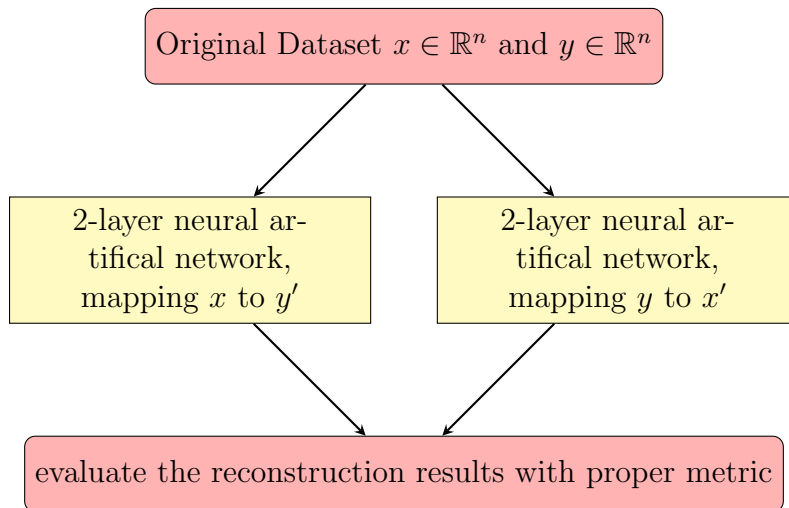 Original Dataset x ∈ ℝⁿ and y ∈ ℝⁿ
2-layer neural ar-
tifical network,
mapping x to y′
2-layer neural ar-
tifical network,
mapping y to x′
evaluate the reconstruction results with proper metric